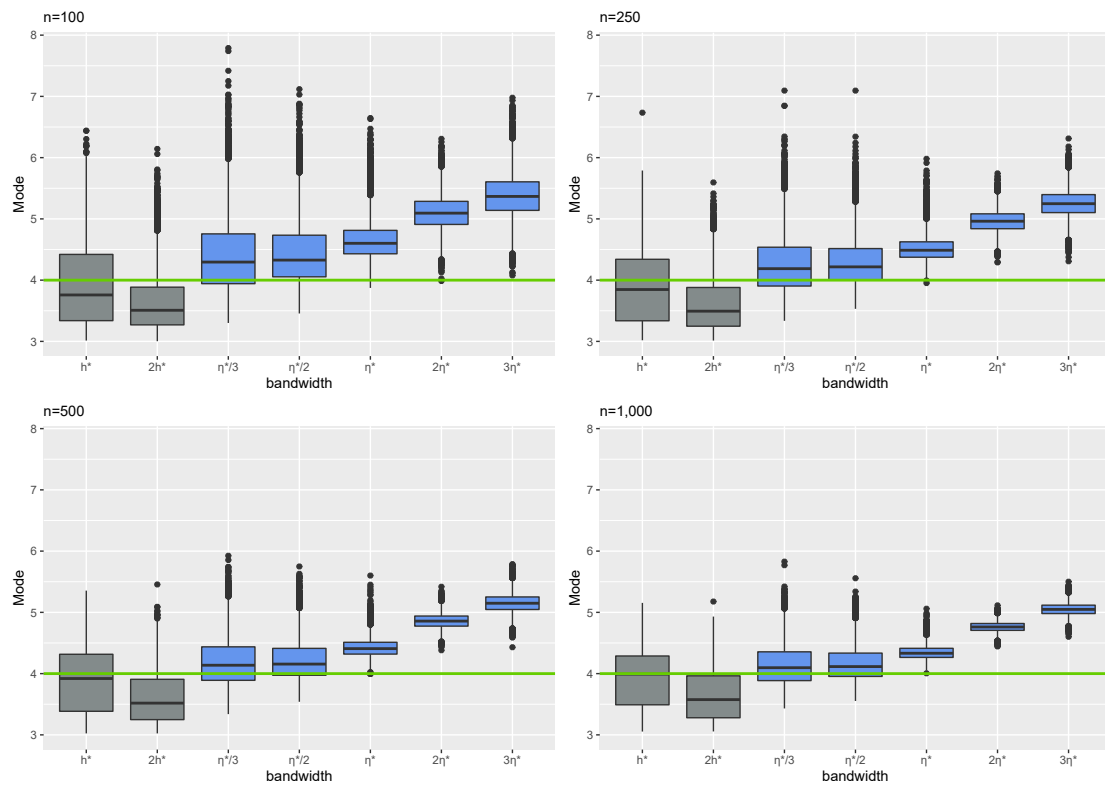 n=100
8
7
6
5
4
3
Mode
h*
2h*
η*/3
η*/2
η*
2η*
3η*
bandwidth
n=250
8
7
6
5
4
3
Mode
h*
2h*
η*/3
η*/2
η*
2η*
3η*
bandwidth
n=500
8
7
6
5
4
3
Mode
h*
2h*
η*/3
η*/2
η*
2η*
3η*
bandwidth
n=1,000
8
7
6
5
4
3
Mode
h*
2h*
η*/3
η*/2
η*
2η*
3η*
bandwidth